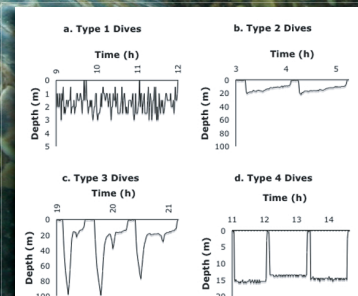 a. Type 1 Dives
Time (h)
9 10 11 12
0
1
2
3
4
5
Depth (m)
b. Type 2 Dives
Time (h)
3 4 5
0
20
40
60
80
100
Depth (m)
c. Type 3 Dives
Time (h)
19 20 21
0
20
40
60
80
100
Depth (m)
d. Type 4 Dives
Time (h)
11 12 13 14
0
5
10
15
20
Depth (m)